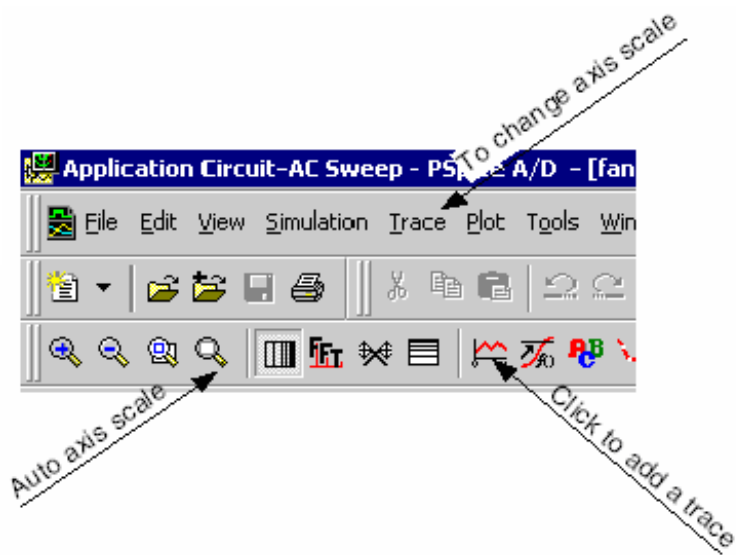 To change axis scale
Application Circuit-AC Sweep - PSpice A/D - [fan
File Edit View Simulation Trace Plot Tools Win
FFT
f(x)
ABC
Auto axis scale
Click to add a trace